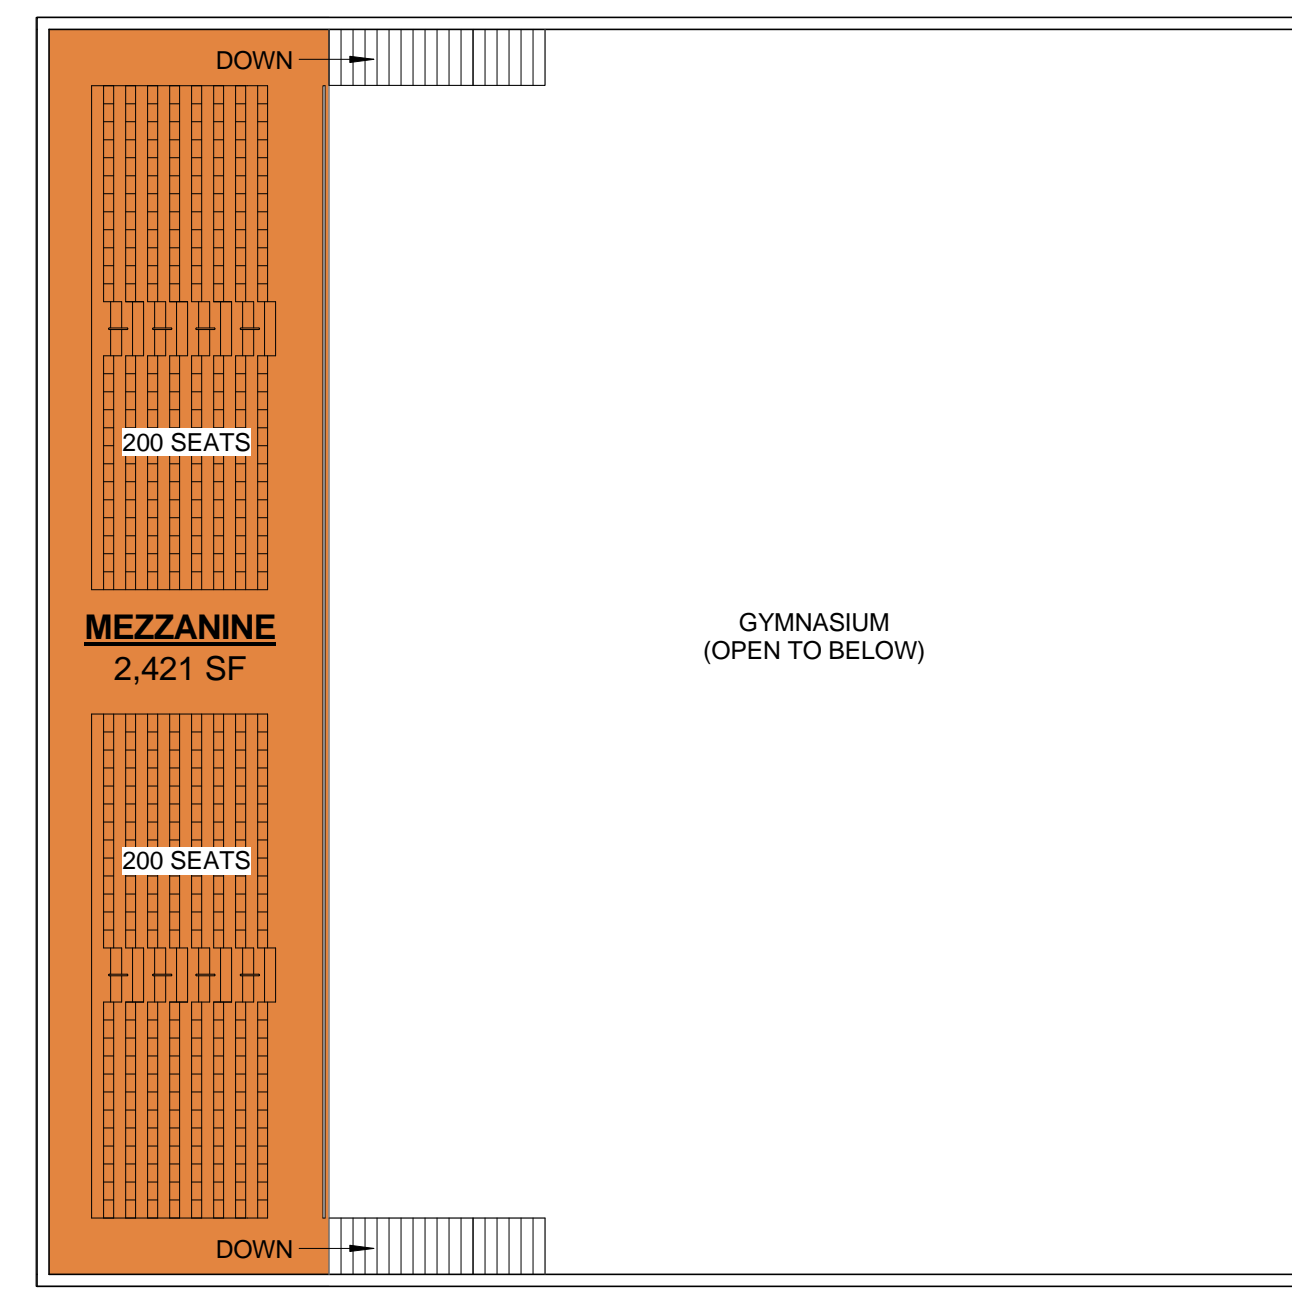 DOWN
200 SEATS
MEZZANINE
2,421 SF
GYMNASIUM
(OPEN TO BELOW)
200 SEATS
DOWN